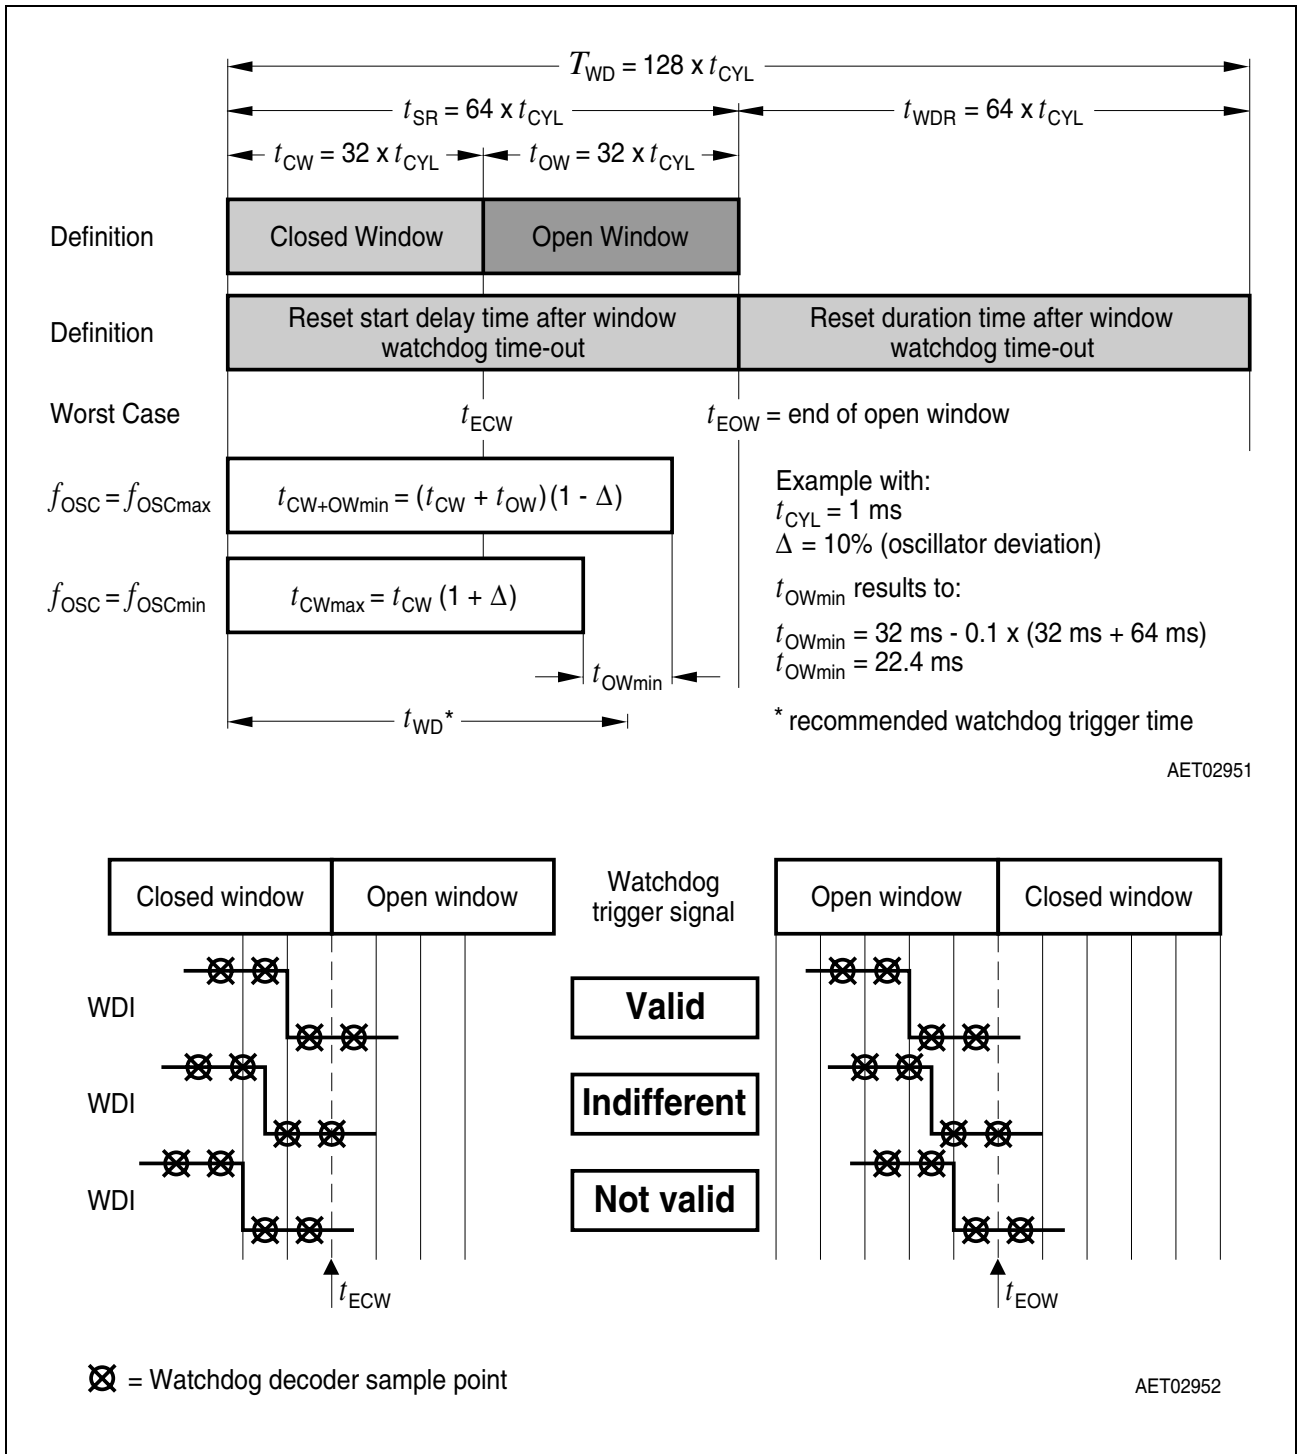 T_WD = 128 x t_CYL
t_SR = 64 x t_CYL
t_WDR = 64 x t_CYL
t_CW = 32 x t_CYL
t_OW = 32 x t_CYL
Definition
Closed Window
Open Window
Definition
Reset start delay time after window
watchdog time-out
Reset duration time after window
watchdog time-out
Worst Case
t_ECW
t_EOW = end of open window
f_OSC = f_OSCmax
t_CW+OWmin = (t_CW + t_OW)(1 - Δ)
f_OSC = f_OSCmin
t_CWmax = t_CW (1 + Δ)
t_OWmin
t_WD*
Example with:
t_CYL = 1 ms
Δ = 10% (oscillator deviation)
t_OWmin results to:
t_OWmin = 32 ms - 0.1 x (32 ms + 64 ms)
t_OWmin = 22.4 ms
* recommended watchdog trigger time
AET02951
Closed window
Open window
Watchdog
trigger signal
Open window
Closed window
WDI
Valid
WDI
Indifferent
WDI
Not valid
t_ECW
t_EOW
= Watchdog decoder sample point
AET02952